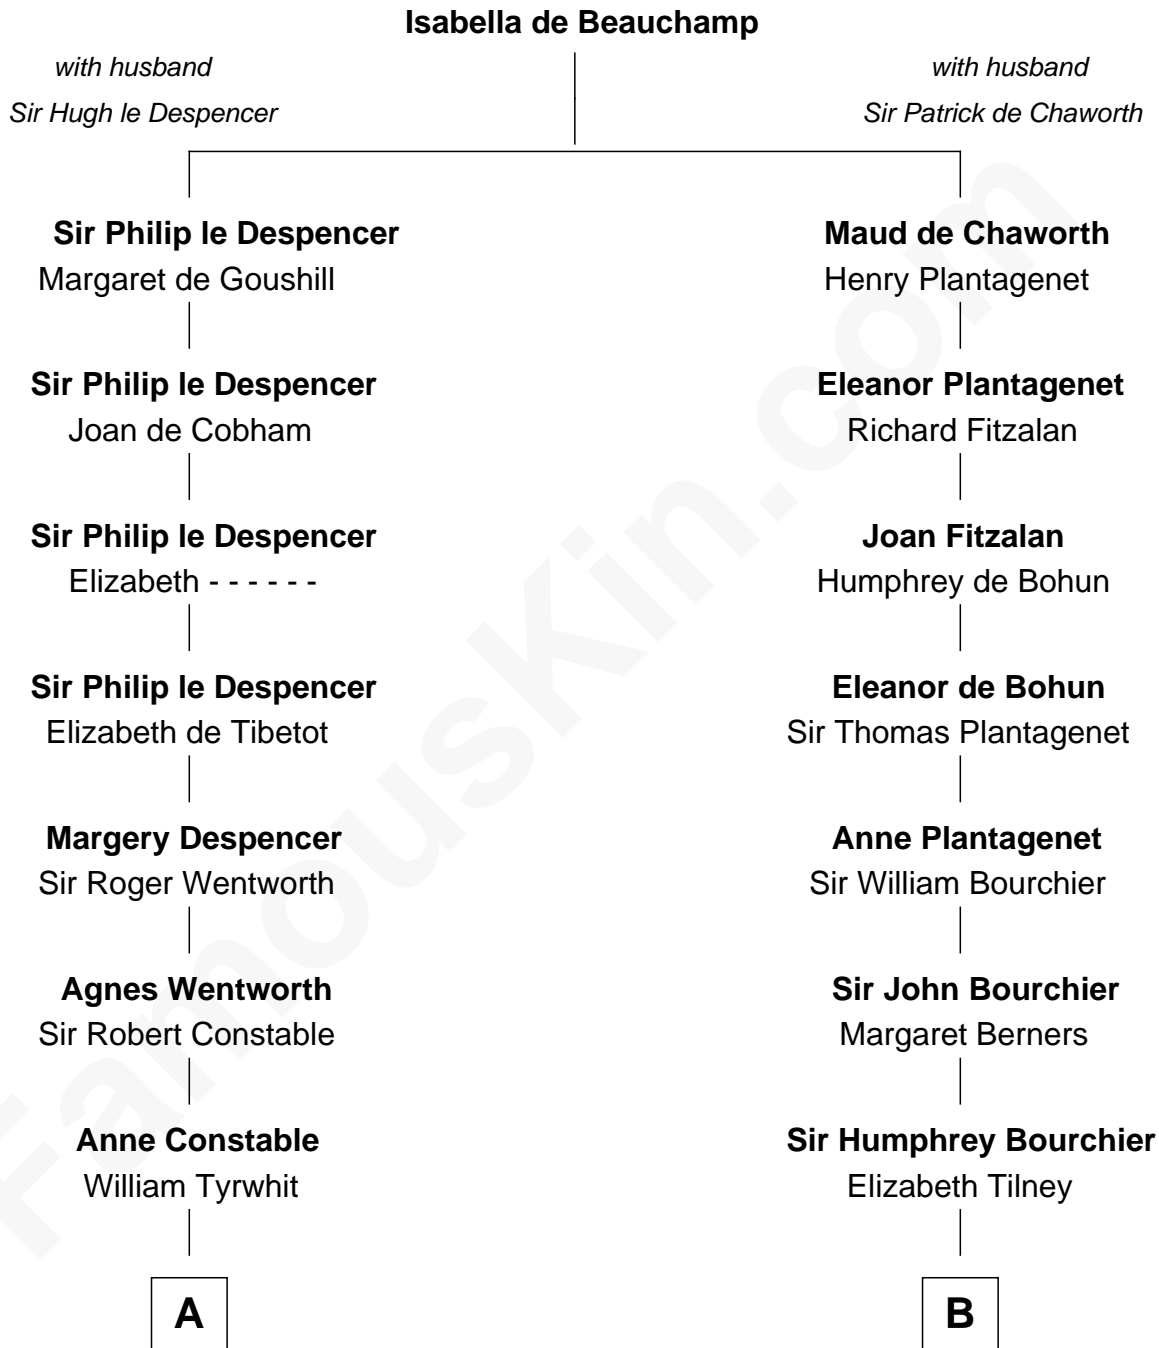 Isabella de Beauchamp
with husband
Sir Hugh le Despencer
with husband
Sir Patrick de Chaworth
Sir Philip le Despencer
Margaret de Goushill
Maud de Chaworth
Henry Plantagenet
Sir Philip le Despencer
Joan de Cobham
Eleanor Plantagenet
Richard Fitzalan
Sir Philip le Despencer
Elizabeth - - - - - -
Joan Fitzalan
Humphrey de Bohun
Sir Philip le Despencer
Elizabeth de Tibetot
Eleanor de Bohun
Sir Thomas Plantagenet
Margery Despencer
Sir Roger Wentworth
Anne Plantagenet
Sir William Bourchier
Agnes Wentworth
Sir Robert Constable
Sir John Bourchier
Margaret Berners
Anne Constable
William Tyrwhit
Sir Humphrey Bourchier
Elizabeth Tilney
A
B
FamousKin.com